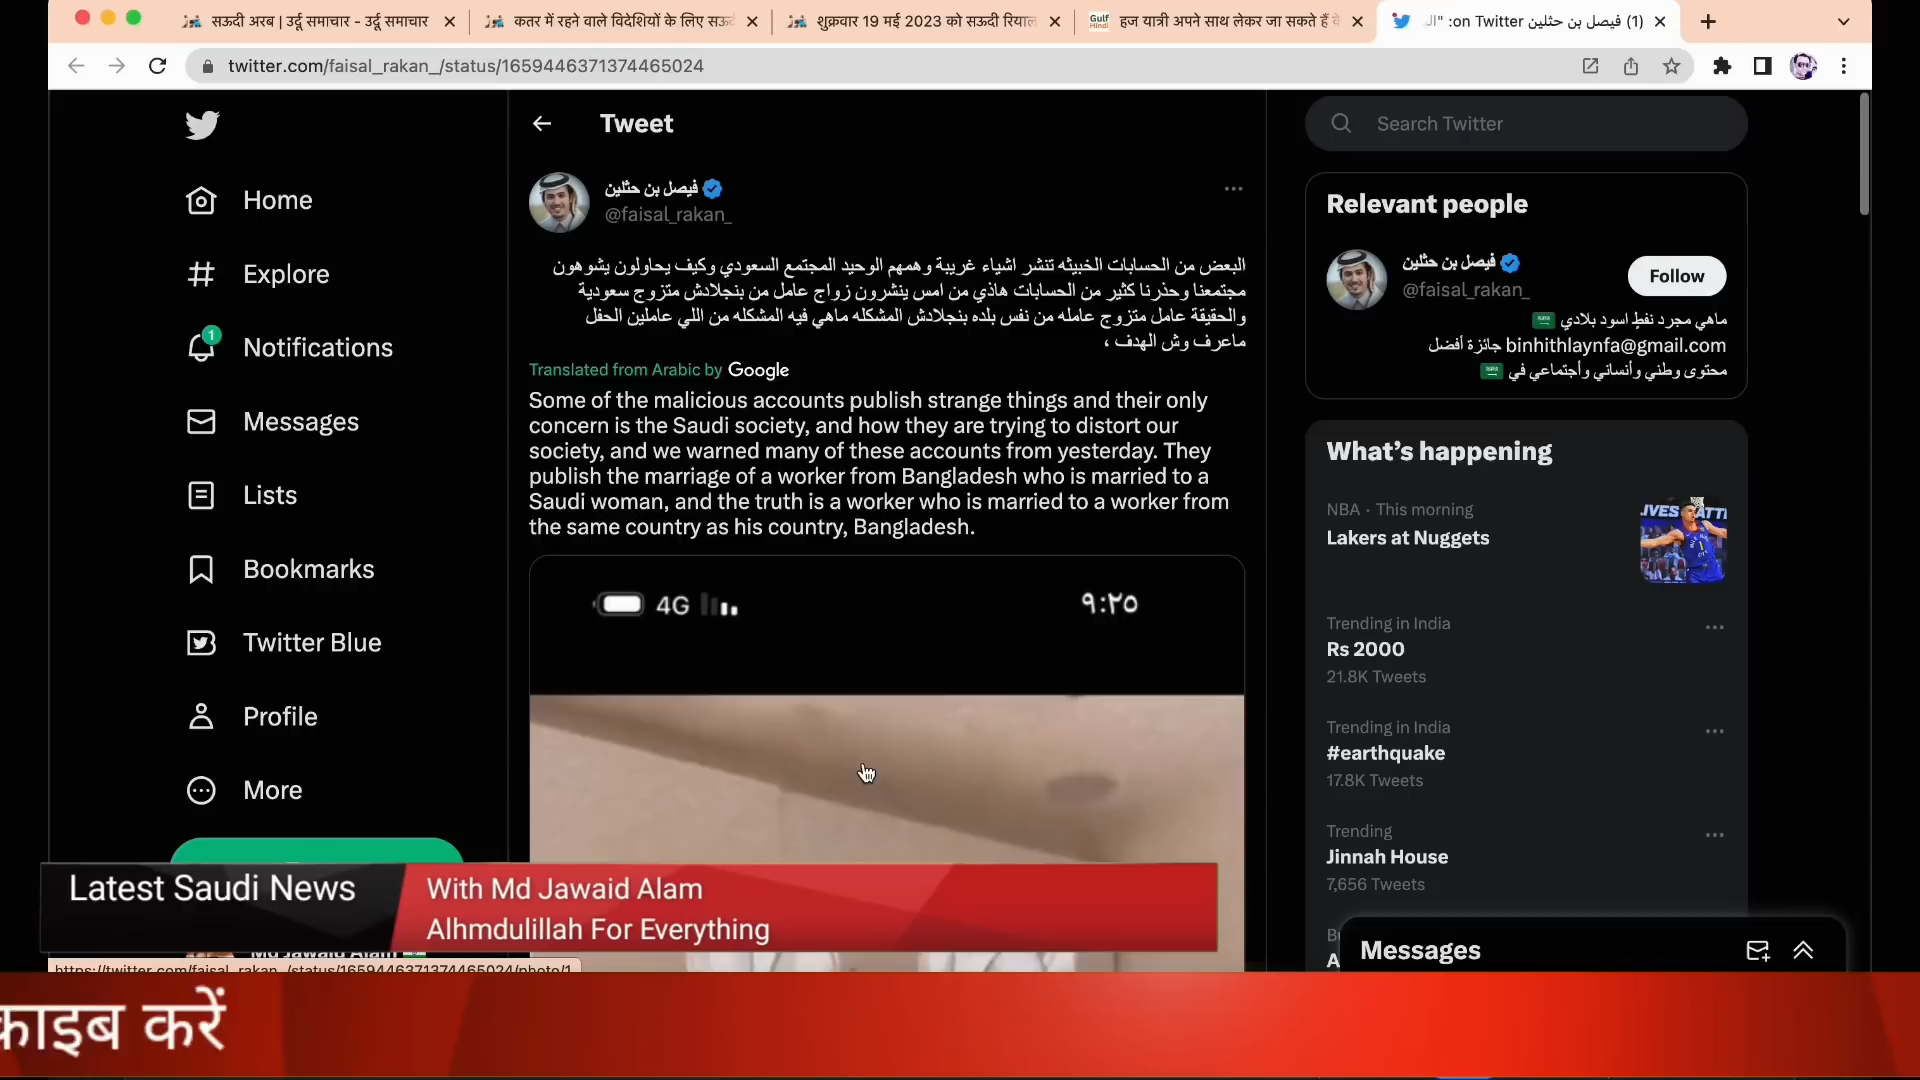 सऊदी अरब | उर्दू समाचार - उर्दू समाचार
कतर में रहने वाले विदेशियों के लिए सऊदी
शुक्रवार 19 मई 2023 को सऊदी रियाल
Gulf Hindi
हज यात्री अपने साथ लेकर जा सकते हैं
(1) فيصل بن حثلين on Twitter: "الب
twitter.com/faisal_rakan_/status/1659446371374465024
Home
Explore
1
Notifications
Messages
Lists
Bookmarks
Twitter Blue
Profile
More
Tweet
فيصل بن حثلين
@faisal_rakan_
البعض من الحسابات الخبيثه تنشر اشياء غريبة وهمهم الوحيد المجتمع السعودي وكيف يحاولون يشوهون
مجتمعنا وحذرنا كثير من الحسابات هاذي من امس ينشرون زواج عامل من بنجلادش متزوج سعودية
والحقيقة عامل متزوج عامله من نفس بلده بنجلادش المشكله ماهي فيه المشكله من اللي عاملين الحفل
ماعرف وش الهدف ،
Translated from Arabic by Google
Some of the malicious accounts publish strange things and their only
concern is the Saudi society, and how they are trying to distort our
society, and we warned many of these accounts from yesterday. They
publish the marriage of a worker from Bangladesh who is married to a
Saudi woman, and the truth is a worker who is married to a worker from
the same country as his country, Bangladesh.
4G
٩:٢٥
Search Twitter
Relevant people
فيصل بن حثلين
@faisal_rakan_
Follow
ماهي مجرد نفطٍ اسود بلادي
binhithlaynfa@gmail.com جائزة أفضل
محتوى وطني وأنساني وأجتماعي في
What's happening
NBA · This morning
Lakers at Nuggets
Trending in India
Rs 2000
21.8K Tweets
Trending in India
#earthquake
17.8K Tweets
Trending
Jinnah House
7,656 Tweets
Messages
Latest Saudi News
With Md Jawaid Alam
Alhmdulillah For Everything
Md Jawaid Alam
https://twitter.com/faisal_rakan_/status/1659446371374465024/photo/1
काइब करें